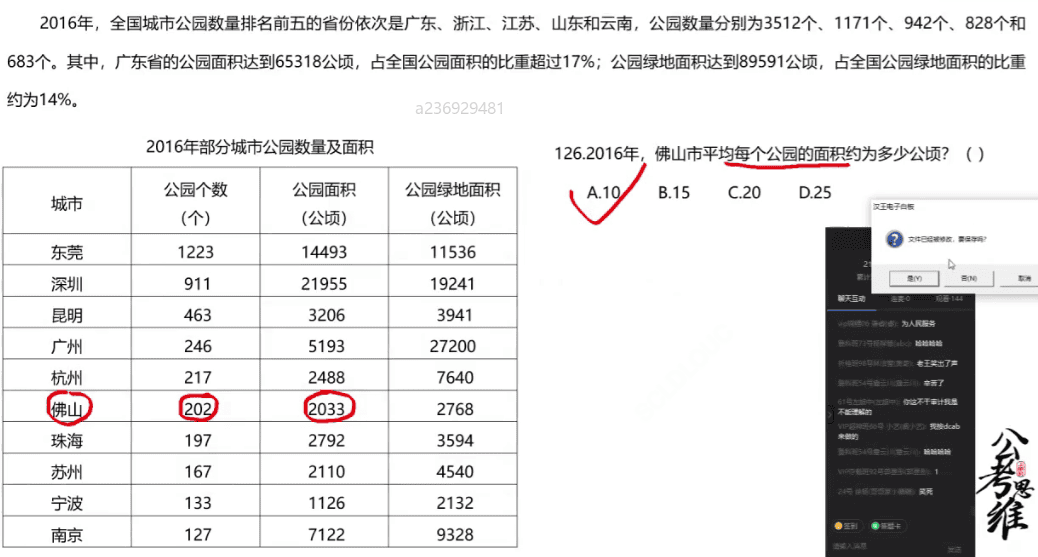 2016年，全国城市公园数量排名前五的省份依次是广东、浙江、江苏、山东和云南，公园数量分别为3512个、1171个、942个、828个和
683个。其中，广东省的公园面积达到65318公顷，占全国公园面积的比重超过17%；公园绿地面积达到89591公顷，占全国公园绿地面积的比重
约为14%。
a236929481
2016年部分城市公园数量及面积
城市 公园个数（个） 公园面积（公顷） 公园绿地面积（公顷）
东莞 1223 14493 11536
深圳 911 21955 19241
昆明 463 3206 3941
广州 246 5193 27200
杭州 217 2488 7640
佛山 202 2033 2768
珠海 197 2792 3594
苏州 167 2110 4540
宁波 133 1126 2132
南京 127 7122 9328
126.2016年，佛山市平均每个公园的面积约为多少公顷？（ ）
A.10 B.15 C.20 D.25
汉王电子白板
文件已经被修改，要保存吗?
是(Y) 否(N) 取消
聊天互动 观看·144
为人民服务
哈哈哈哈
老王笑出了声
辛苦了
你这不干审计我是
不能理解的
我按dcab
来做的
哈哈哈哈
1
笑死
签到 答题卡
发送
公考思维